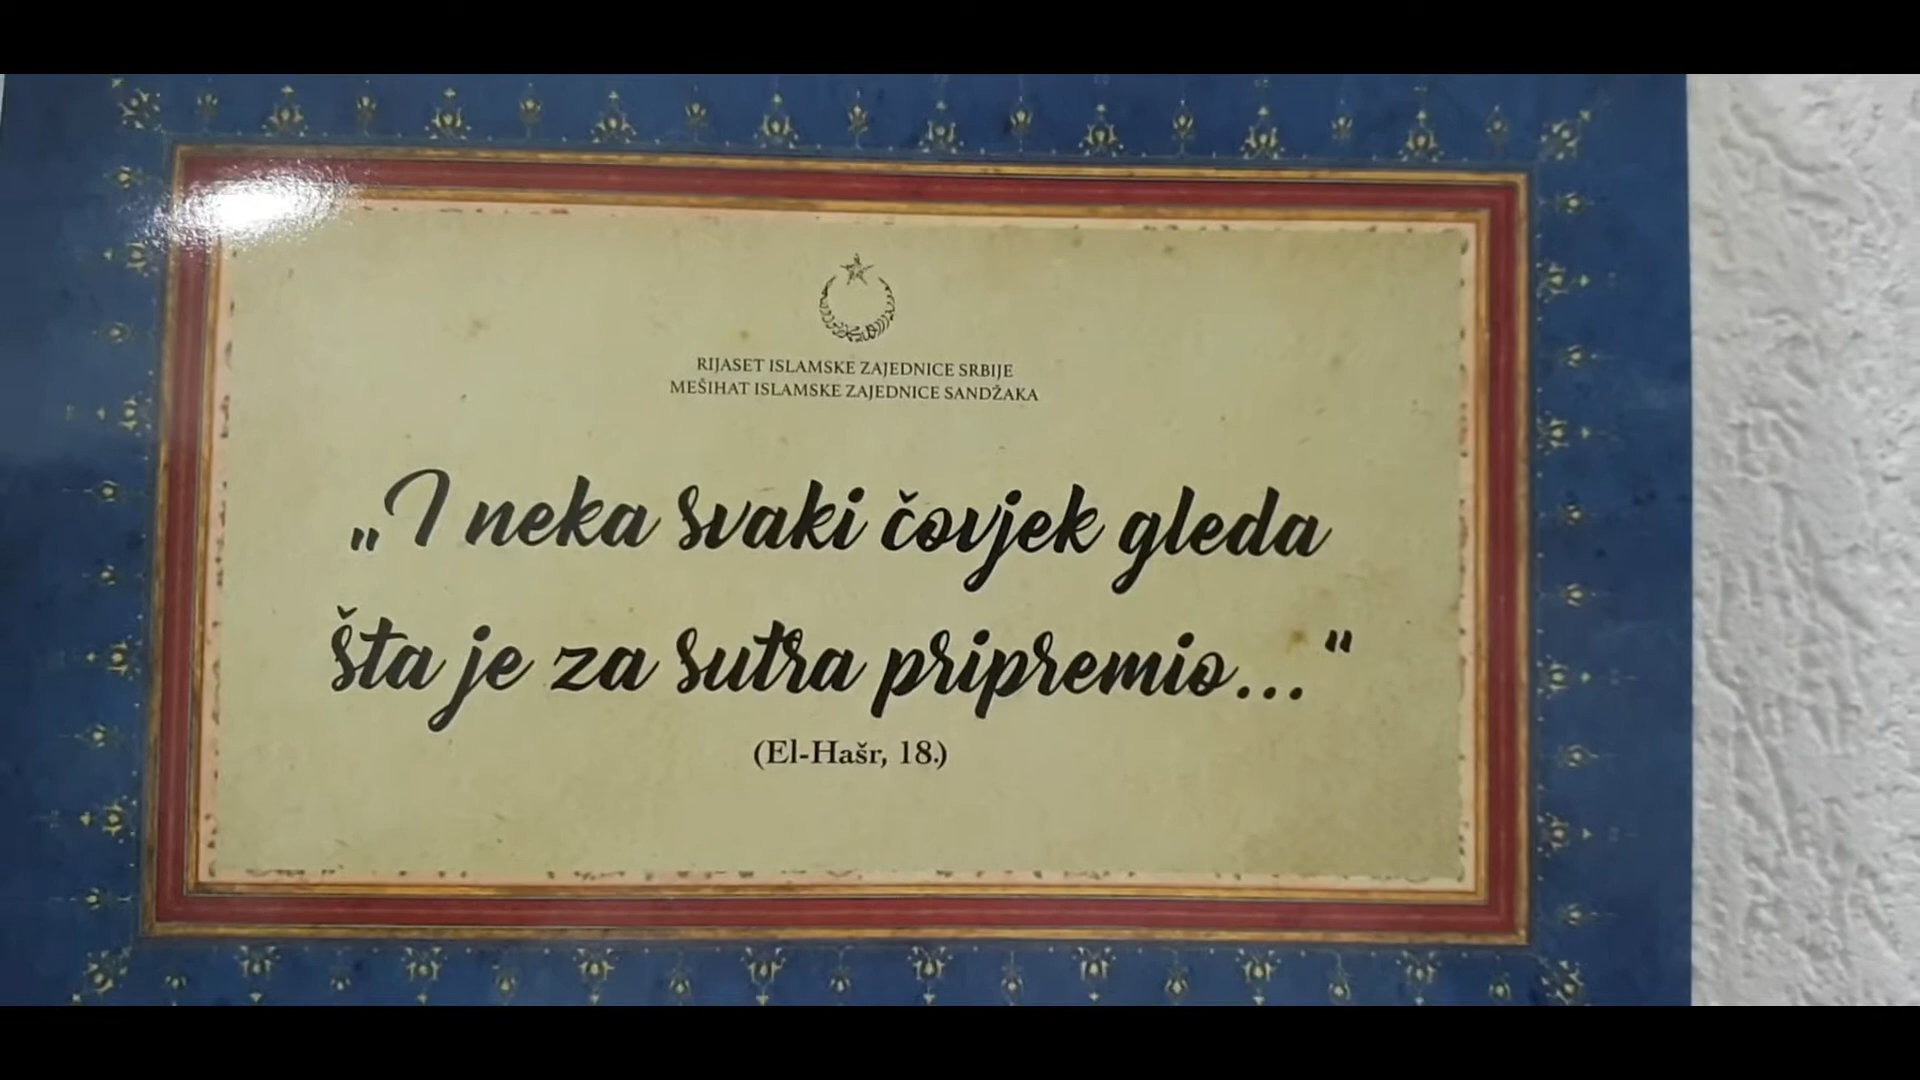 RIJASET ISLAMSKE ZAJEDNICE SRBIJE
MEŠIHAT ISLAMSKE ZAJEDNICE SANDŽAKA
„I neka svaki čovjek gleda
šta je za sutra pripremio..."
(El-Hašr, 18.)